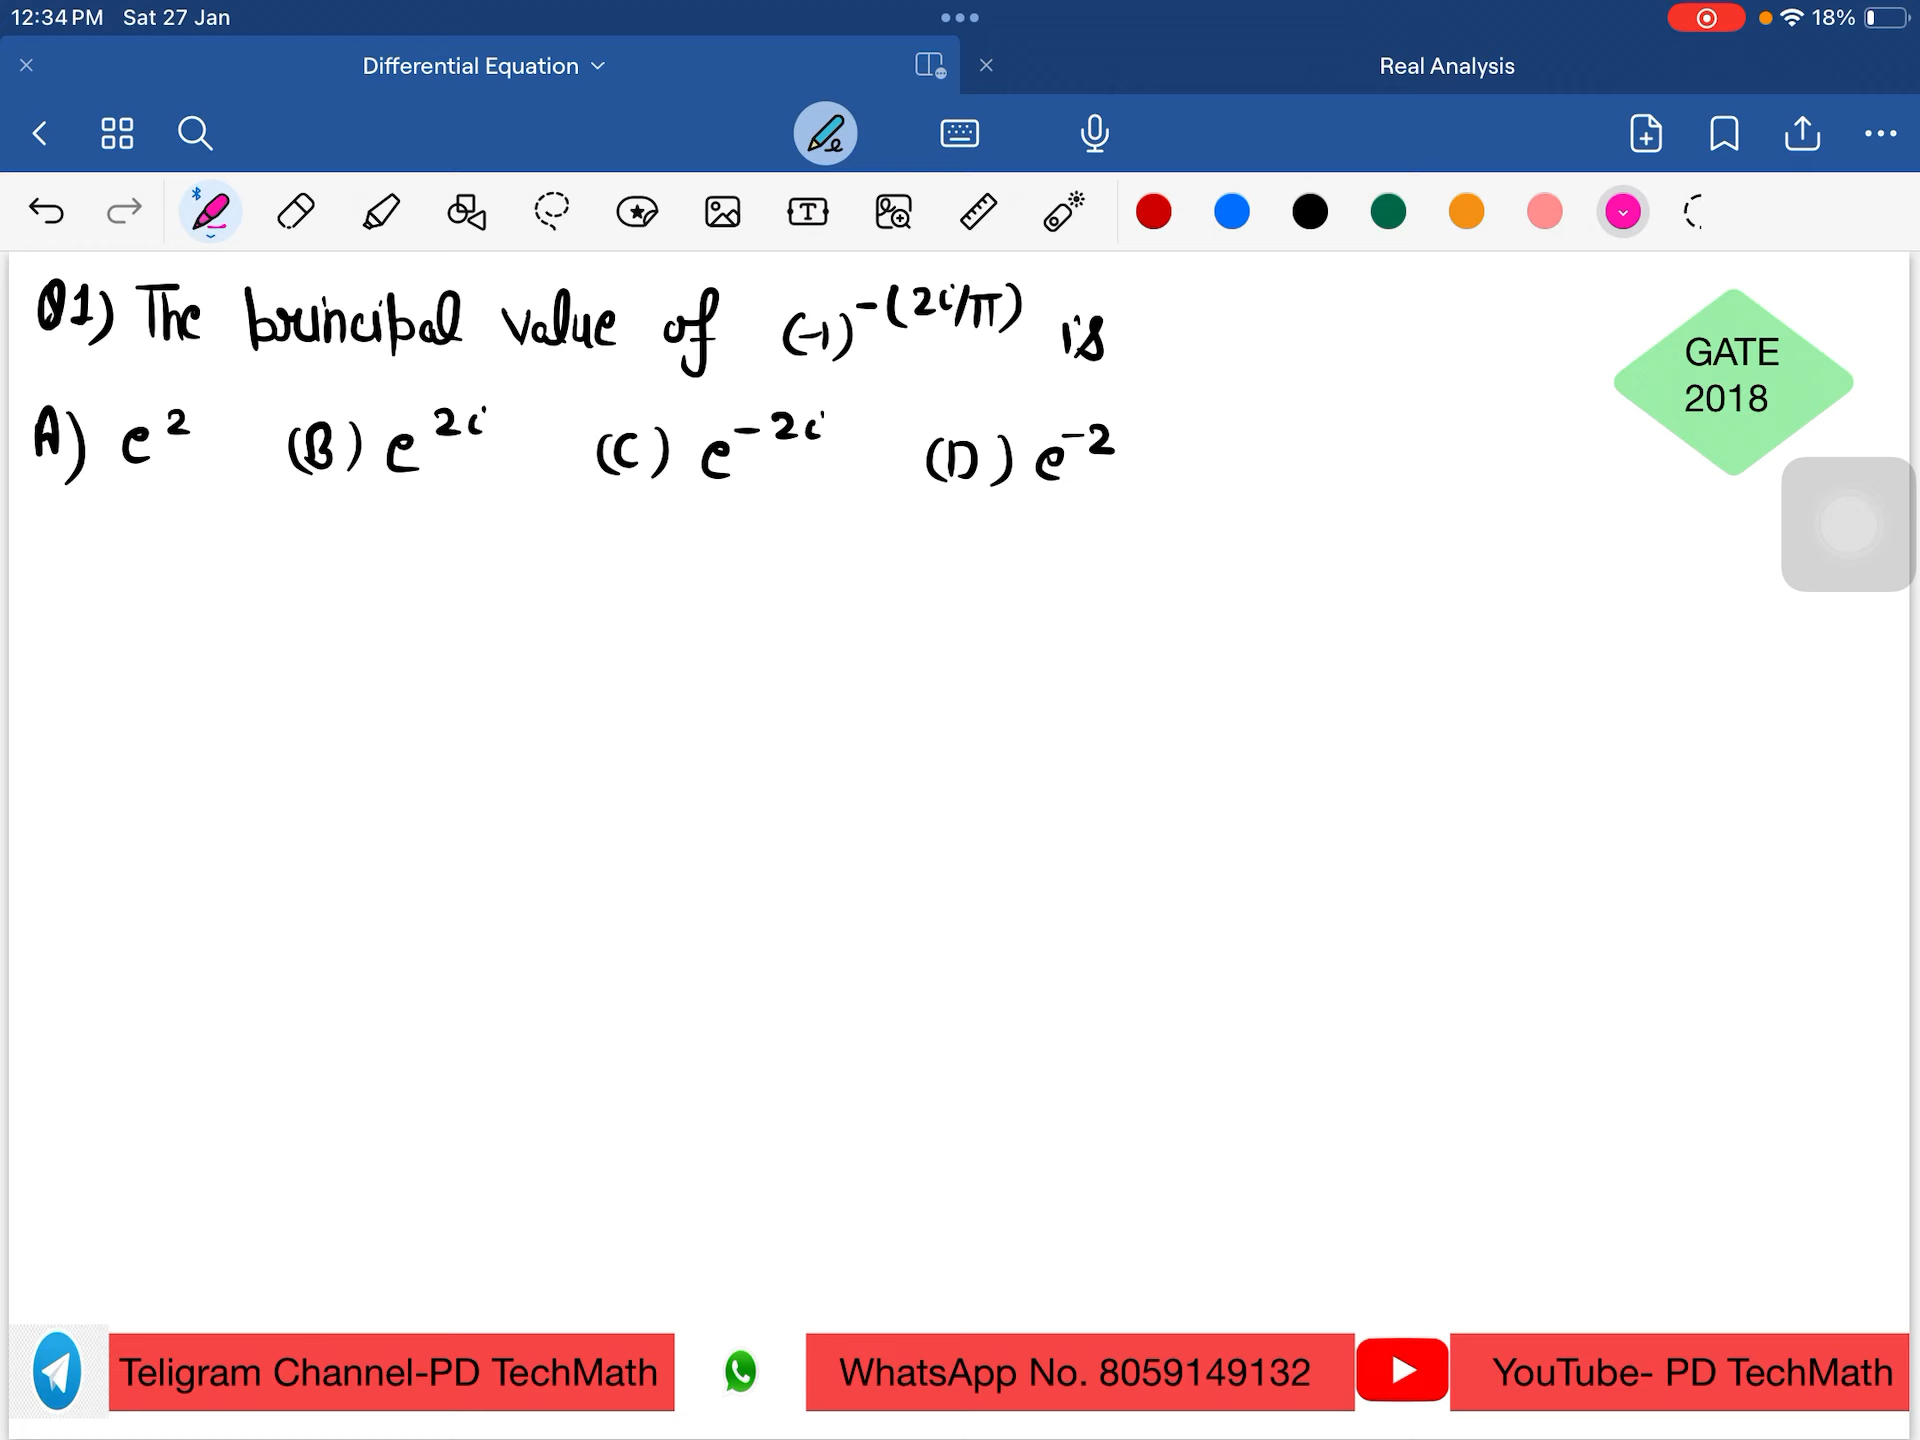 12:34 PM Sat 27 Jan
18%
Differential Equation
Real Analysis
Q1) The principal value of (-1)^-(2i/π) is
A) e^2 (B) e^2i (C) e^-2i (D) e^-2
GATE
2018
Teligram Channel-PD TechMath
WhatsApp No. 8059149132
YouTube- PD TechMath